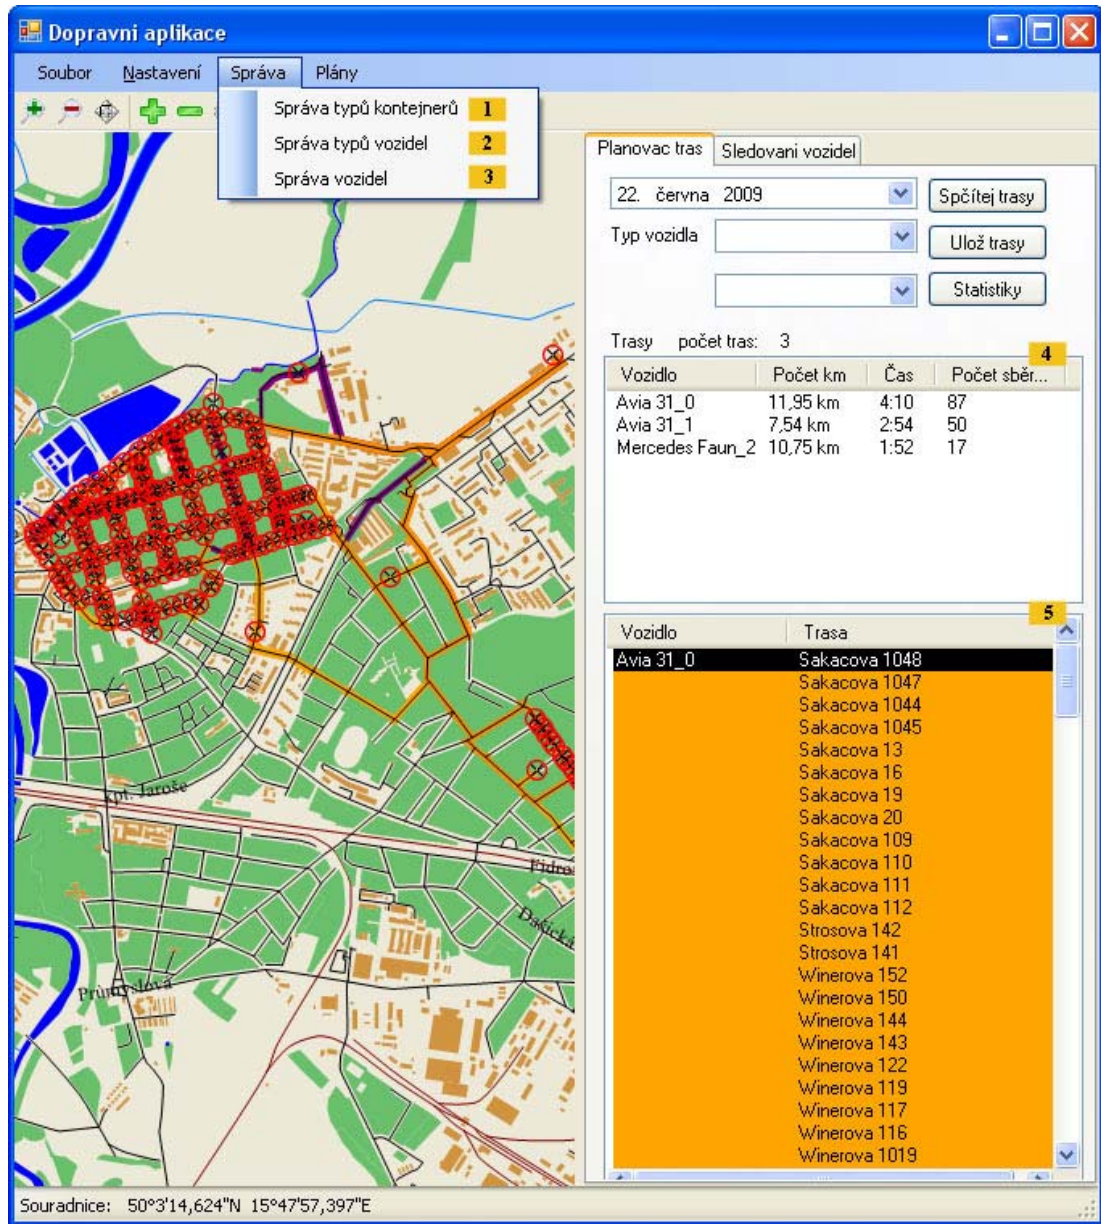 Dopravni aplikace
Soubor Nastavení Správa Plány
Správa typů kontejnerů 1
Správa typů vozidel 2
Správa vozidel 3
Planovac tras Sledovani vozidel
22. června 2009 Spčítej trasy
Typ vozidla Ulož trasy
Statistiky
Trasy počet tras: 3
4
Vozidlo Počet km Čas Počet sběr...
Avia 31_0 11,95 km 4:10 87
Avia 31_1 7,54 km 2:54 50
Mercedes Faun_2 10,75 km 1:52 17
5
Vozidlo Trasa
Avia 31_0 Sakacova 1048
Sakacova 1047
Sakacova 1044
Sakacova 1045
Sakacova 13
Sakacova 16
Sakacova 19
Sakacova 20
Sakacova 109
Sakacova 110
Sakacova 111
Sakacova 112
Strosova 142
Strosova 141
Winerova 152
Winerova 150
Winerova 144
Winerova 143
Winerova 122
Winerova 119
Winerova 117
Winerova 116
Winerova 1019
kpt. Jaroše
Fidro
Dašická
Průmyslová
Souradnice: 50°3'14,624"N 15°47'57,397"E